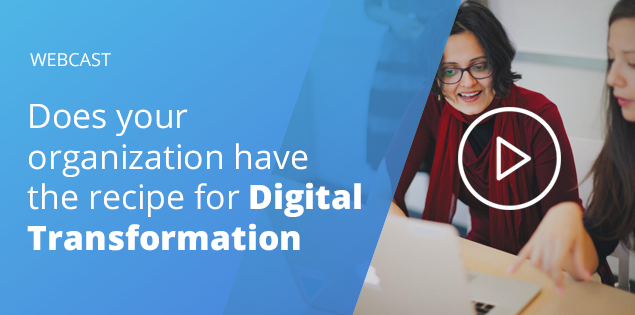 WEBCAST
Does your
organization have
the recipe for Digital
Transformation